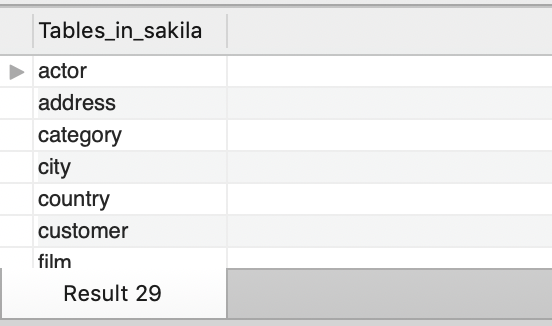 Tables_in_sakila
actor
address
category
city
country
customer
film
Result 29